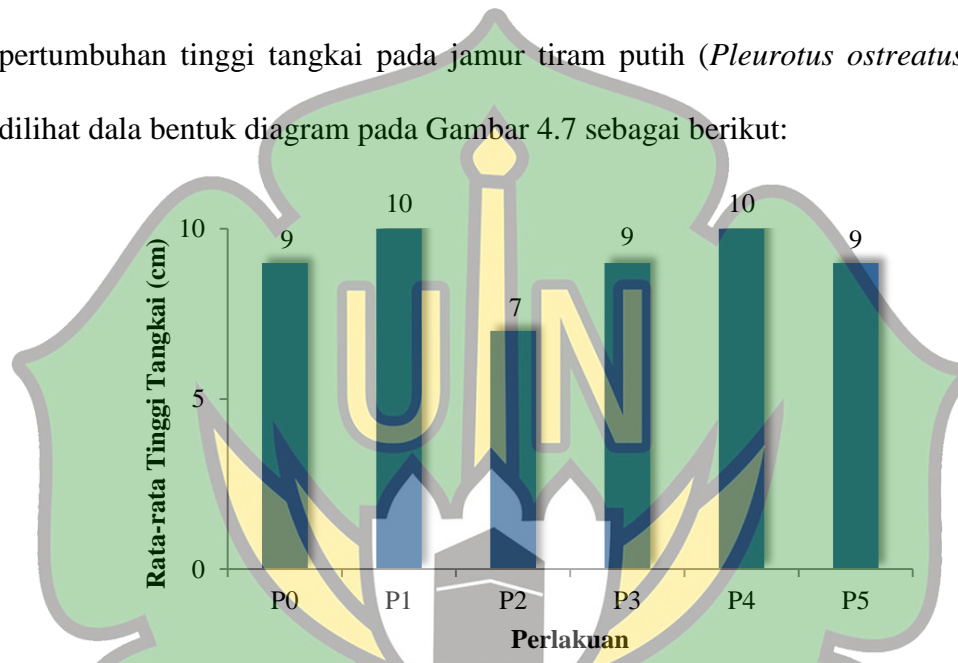 pertumbuhan tinggi tangkai pada jamur tiram putih (Pleurotus ostreatus
dilihat dala bentuk diagram pada Gambar 4.7 sebagai berikut:
Rata-rata Tinggi Tangkai (cm)
10
5
0
9
10
7
9
10
9
P0 P1 P2 P3 P4 P5
Perlakuan
UIN